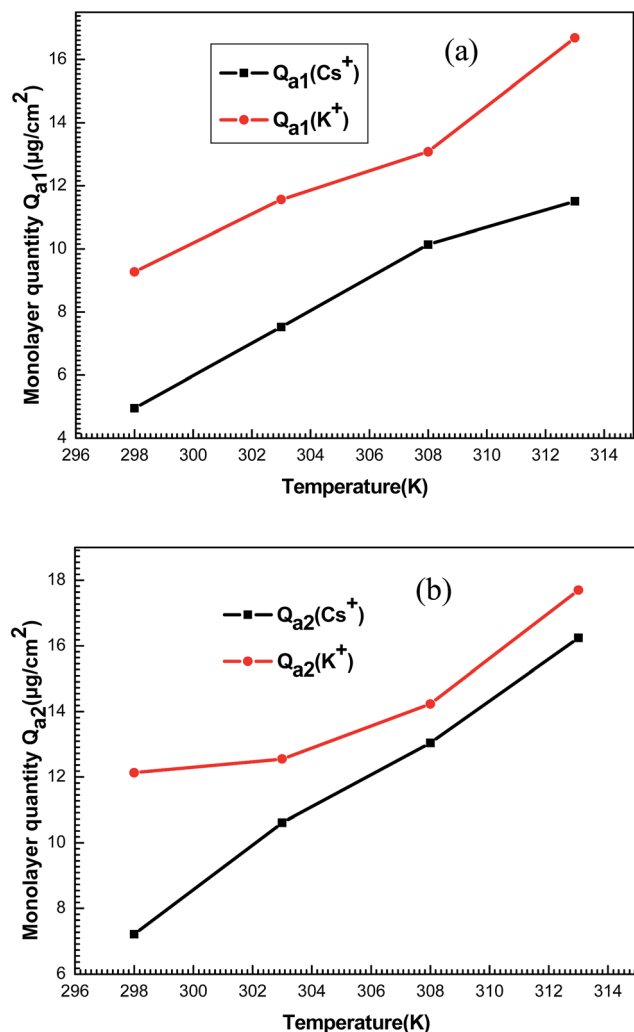 (a)
Qa1(Cs+)
Qa1(K+)
Monolayer quantity Qa1(µg/cm2)
16
14
12
10
8
6
4
296 298 300 302 304 306 308 310 312 314
Temperature(K)
(b)
Qa2(Cs+)
Qa2(K+)
Monolayer quantity Qa2(µg/cm2)
18
16
14
12
10
8
6
296 298 300 302 304 306 308 310 312 314
Temperature(K)